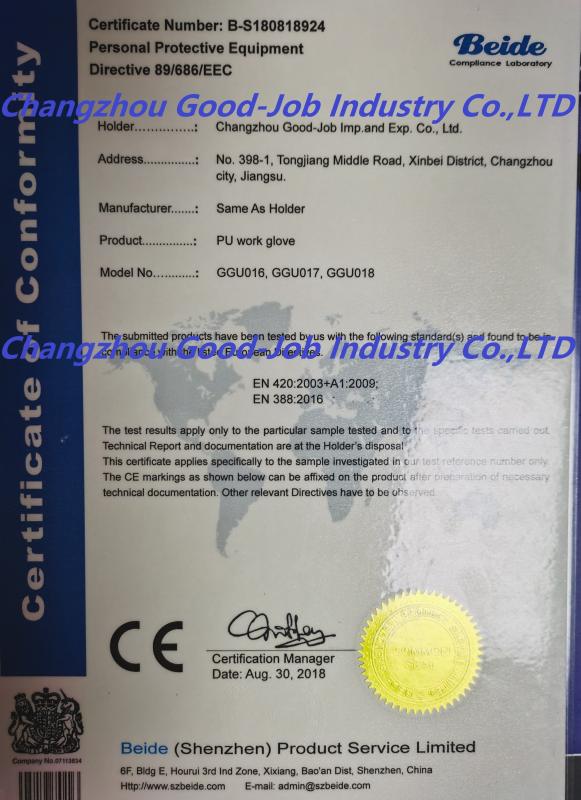 Certificate of Conformity
Certificate Number: B-S180818924
Personal Protective Equipment
Directive 89/686/EEC
Beide
Compliance Laboratory
Changzhou Good-Job Industry Co.,LTD
Holder..............: Changzhou Good-Job Imp.and Exp. Co., Ltd.
Address.............: No. 398-1, Tongjiang Middle Road, Xinbei District, Changzhou
city, Jiangsu.
Manufacturer.......: Same As Holder
Product..............: PU work glove
Model No...........: GGU016, GGU017, GGU018
The submitted products have been tested by us with the following standard(s) and found to be in
Changzhou Good-Job Industry Co.,LTD
compliance with the listed European Directives.
EN 420:2003+A1:2009;
EN 388:2016
The test results apply only to the particular sample tested and to the specific tests carried out.
Technical Report and documentation are at the Holder's disposal
This certificate applies specifically to the sample investigated in our test reference number only.
The CE markings as shown below can be affixed on the product after preparation of necessary
technical documentation. Other relevant Directives have to be observed.
CE
Certification Manager
Date: Aug. 30, 2018
Company No.07113834
Beide (Shenzhen) Product Service Limited
6F, Bldg E, Hourui 3rd Ind Zone, Xixiang, Bao'an Dist, Shenzhen, China
Http://www.szbeide.com E-mail: admin@szbeide.com